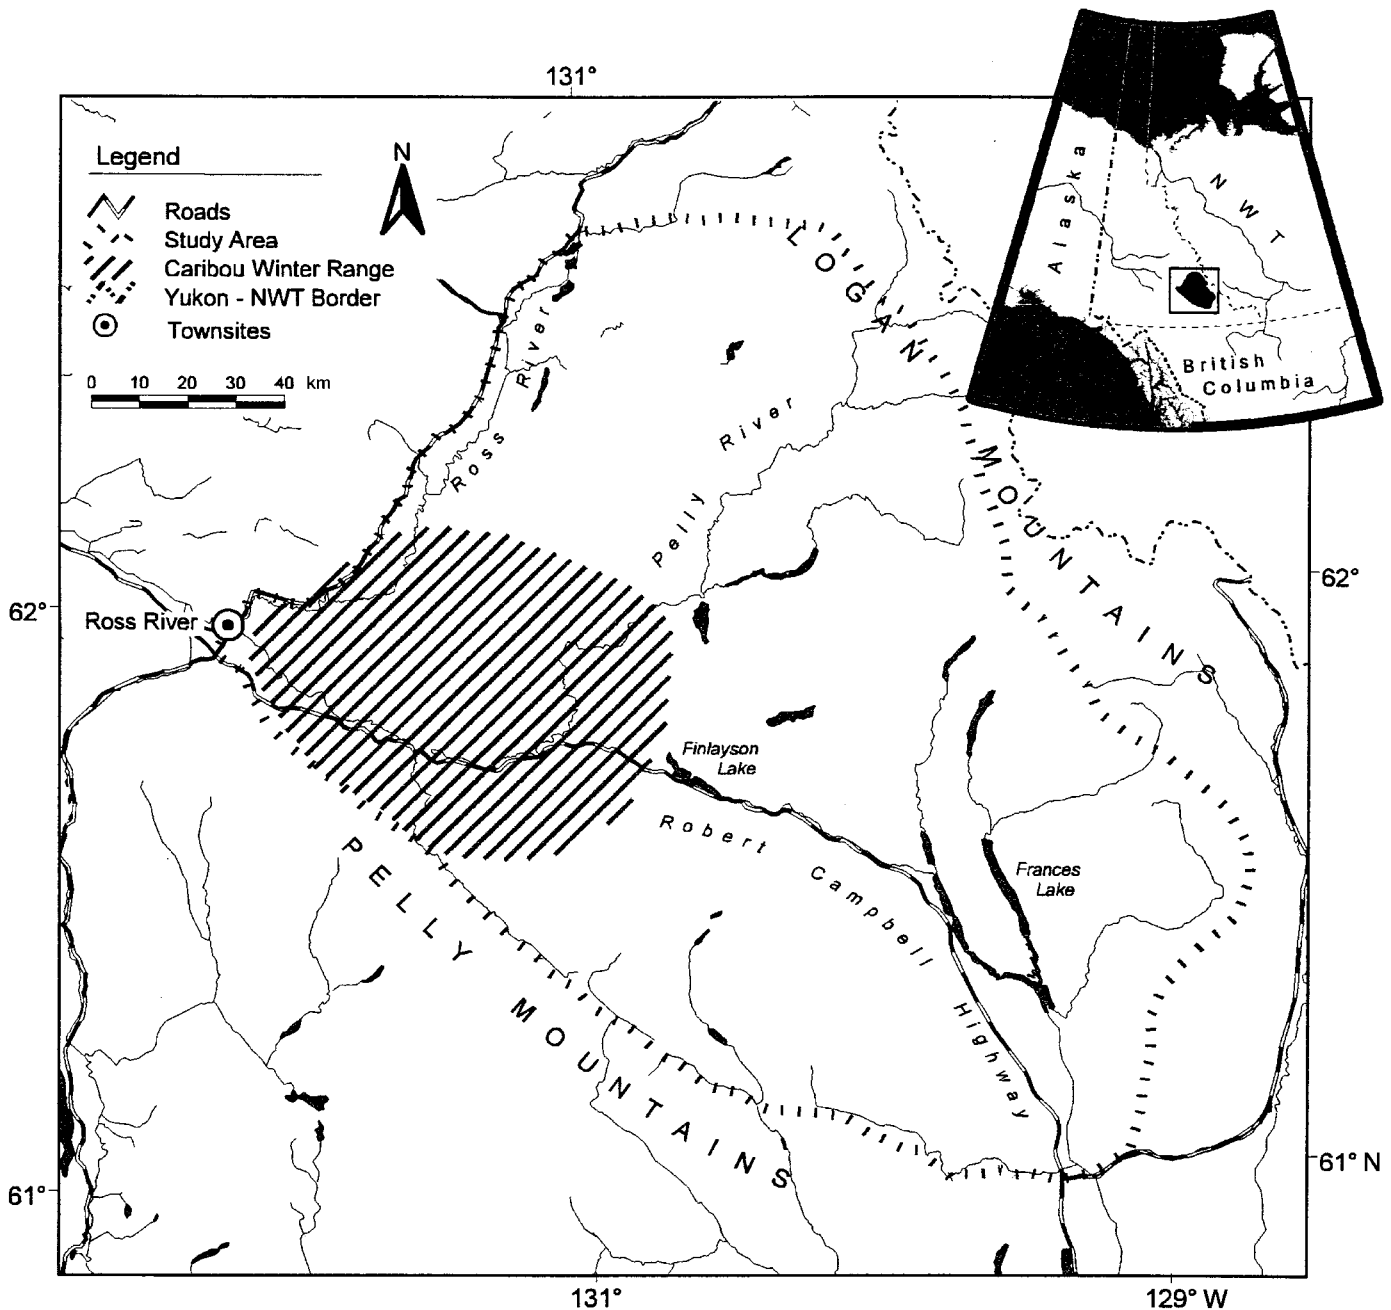 131°
Legend
Roads
Study Area
Caribou Winter Range
Yukon - NWT Border
Townsites
0 10 20 30 40 km
N
Alaska
NWT
British
Columbia
LOGAN MOUNTAINS
Ross River
Pelly River
62°
62°
Ross River
Finlayson
Lake
Robert Campbell Highway
Frances
Lake
PELLY MOUNTAINS
61°
61° N
131°
129° W